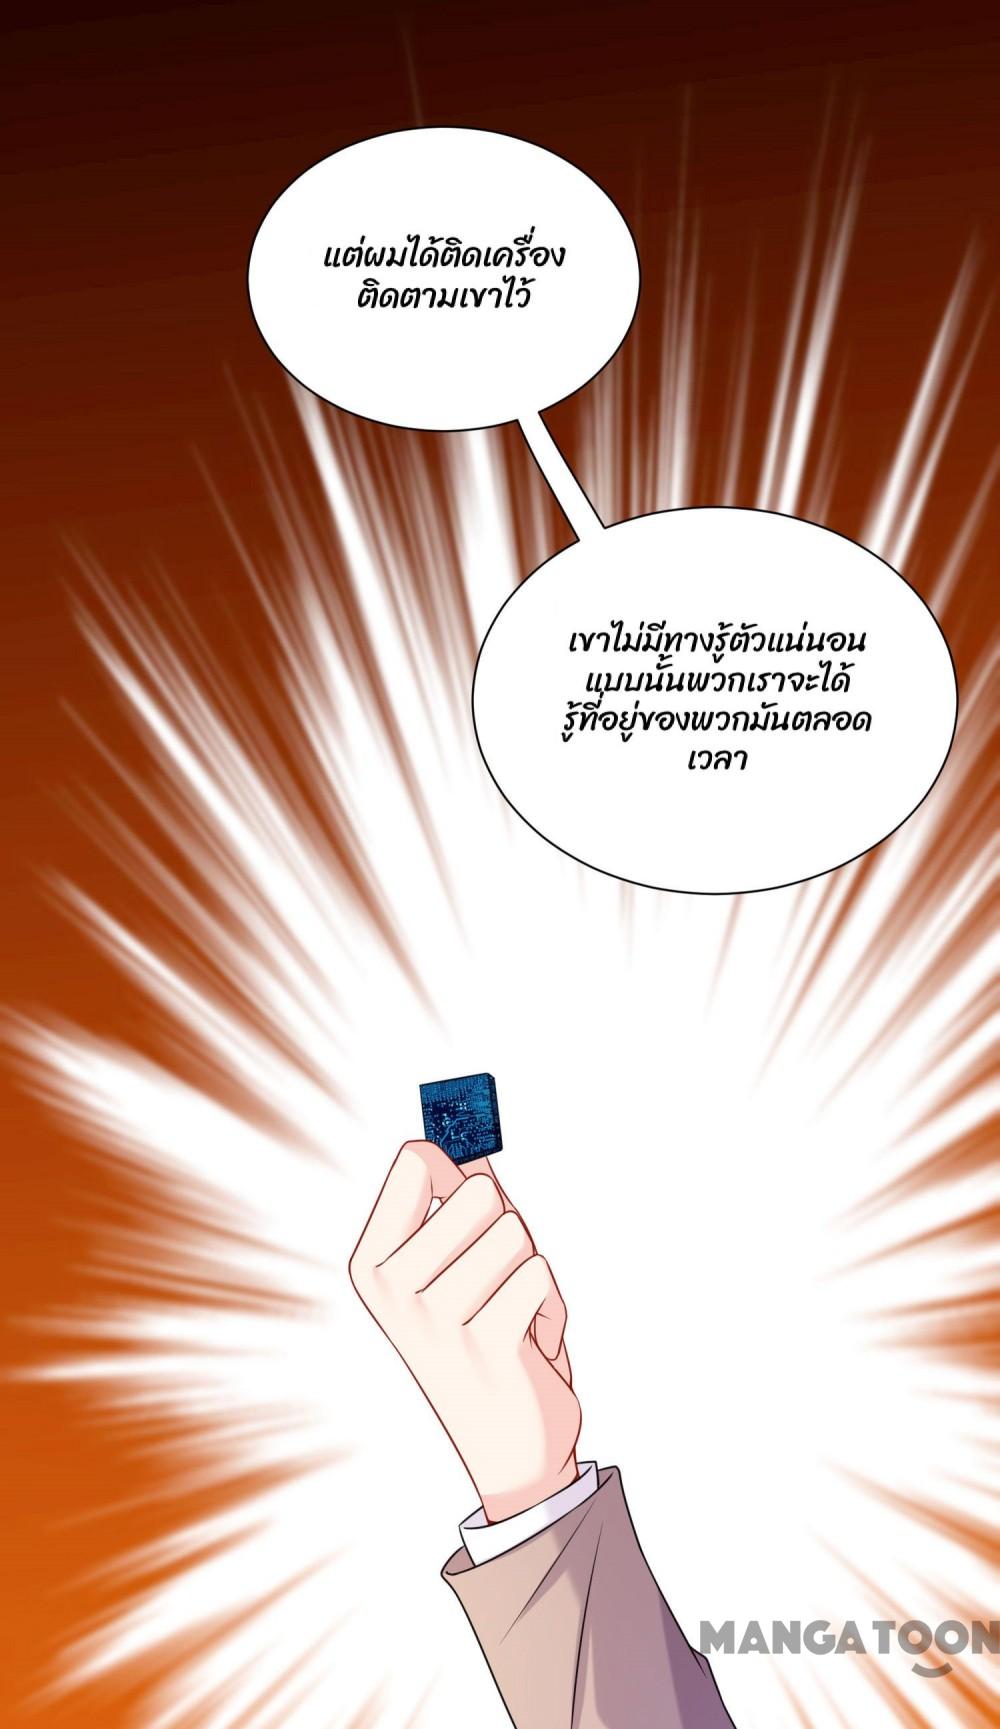 แต่ผมได้ติดเครื่อง
ติดตามเขาไว้
เขาไม่มีทางรู้ตัวแน่นอน
แบบนั้นพวกเราจะได้
รู้ที่อยู่ของพวกมันตลอด
เวลา
MANGATOON